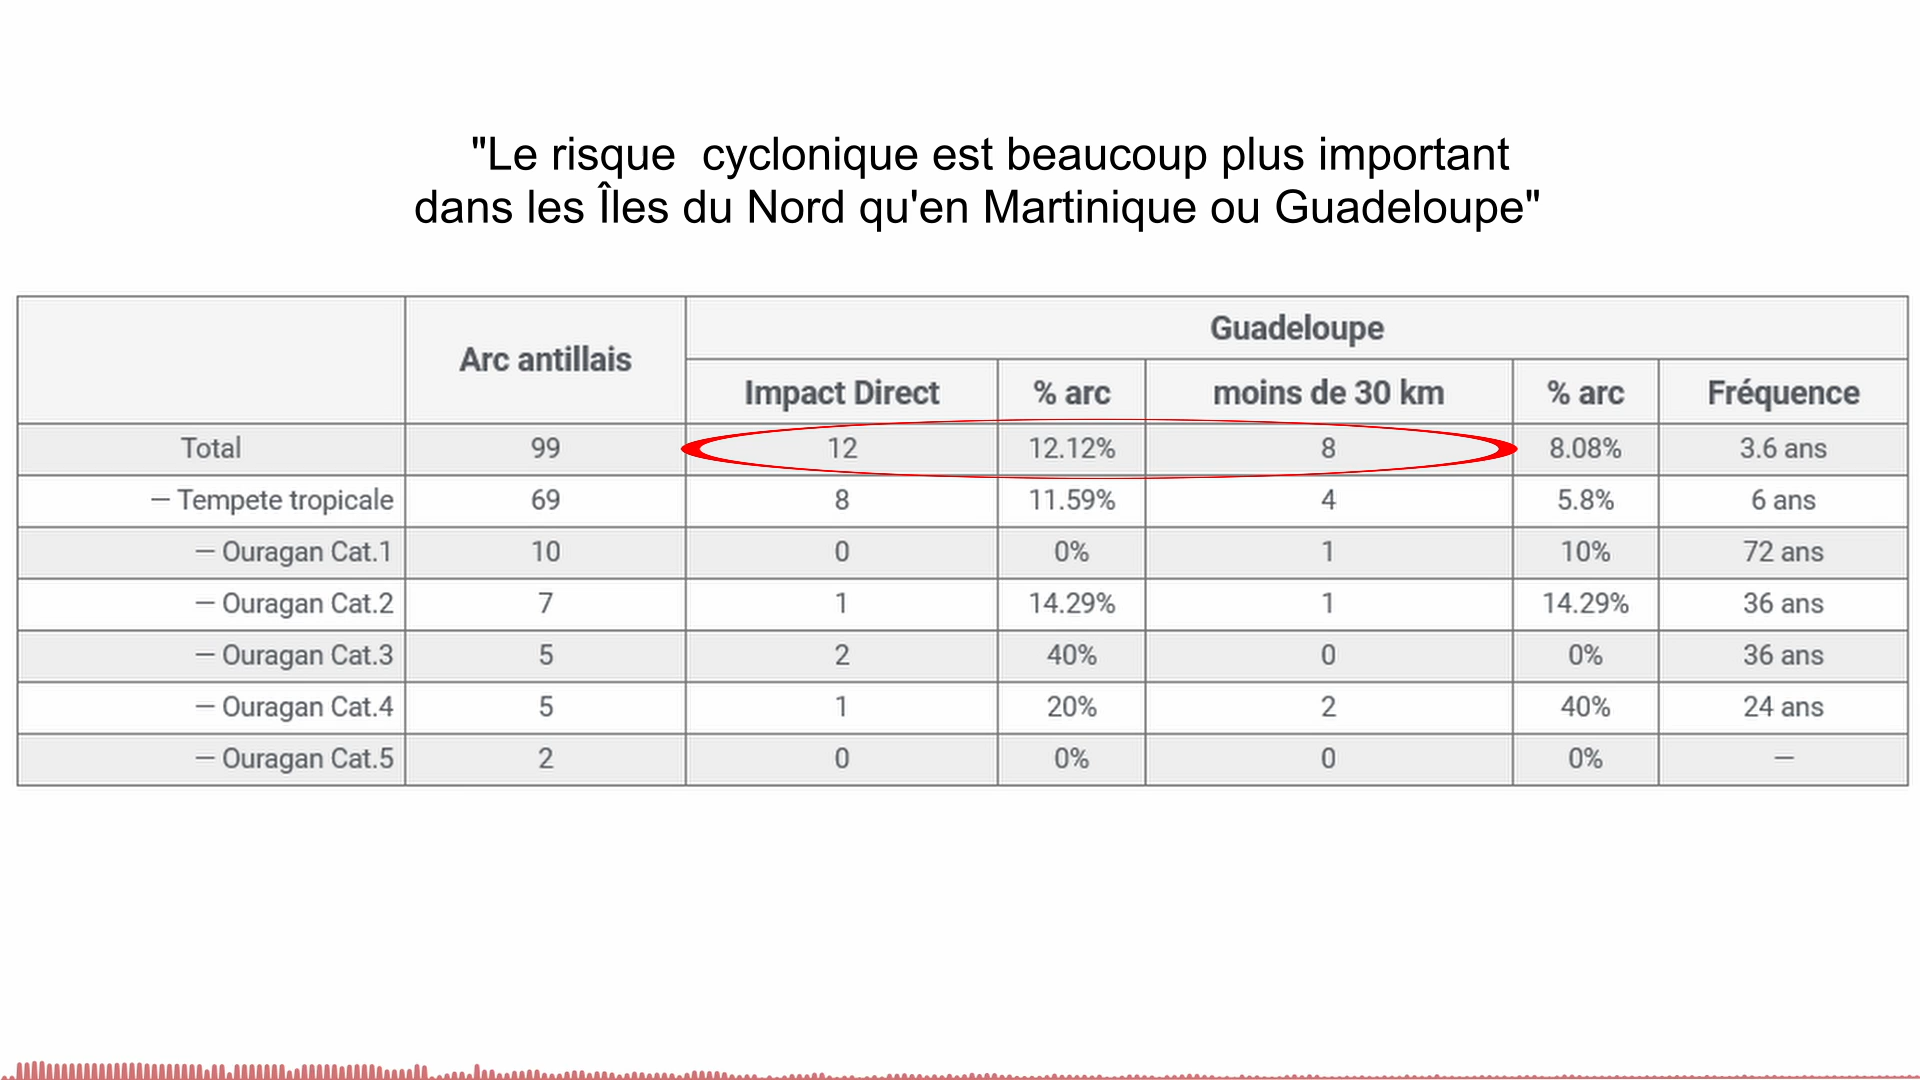 "Le risque  cyclonique est beaucoup plus important
dans les Îles du Nord qu'en Martinique ou Guadeloupe"
Arc antillais Guadeloupe
Impact Direct % arc moins de 30 km % arc Fréquence
Total 99 12 12.12% 8 8.08% 3.6 ans
— Tempete tropicale 69 8 11.59% 4 5.8% 6 ans
— Ouragan Cat.1 10 0 0% 1 10% 72 ans
— Ouragan Cat.2 7 1 14.29% 1 14.29% 36 ans
— Ouragan Cat.3 5 2 40% 0 0% 36 ans
— Ouragan Cat.4 5 1 20% 2 40% 24 ans
— Ouragan Cat.5 2 0 0% 0 0% —